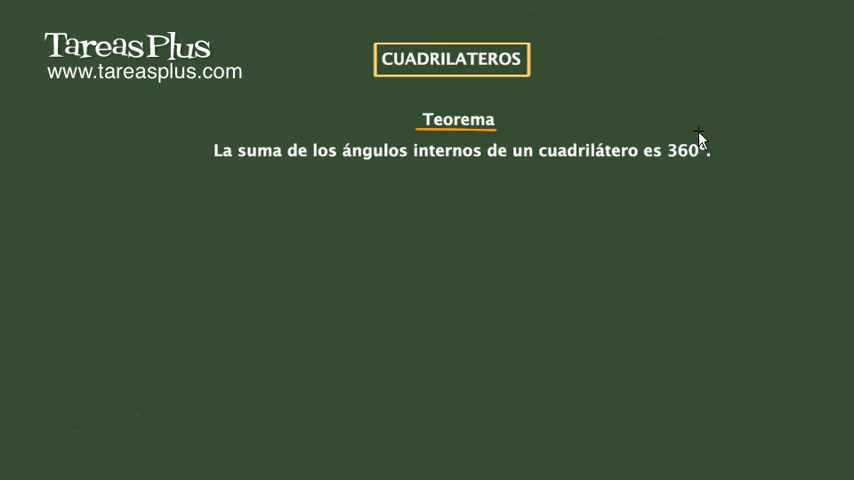 TareasPlus
www.tareasplus.com
CUADRILATEROS
Teorema
La suma de los ángulos internos de un cuadrilátero es 360°.